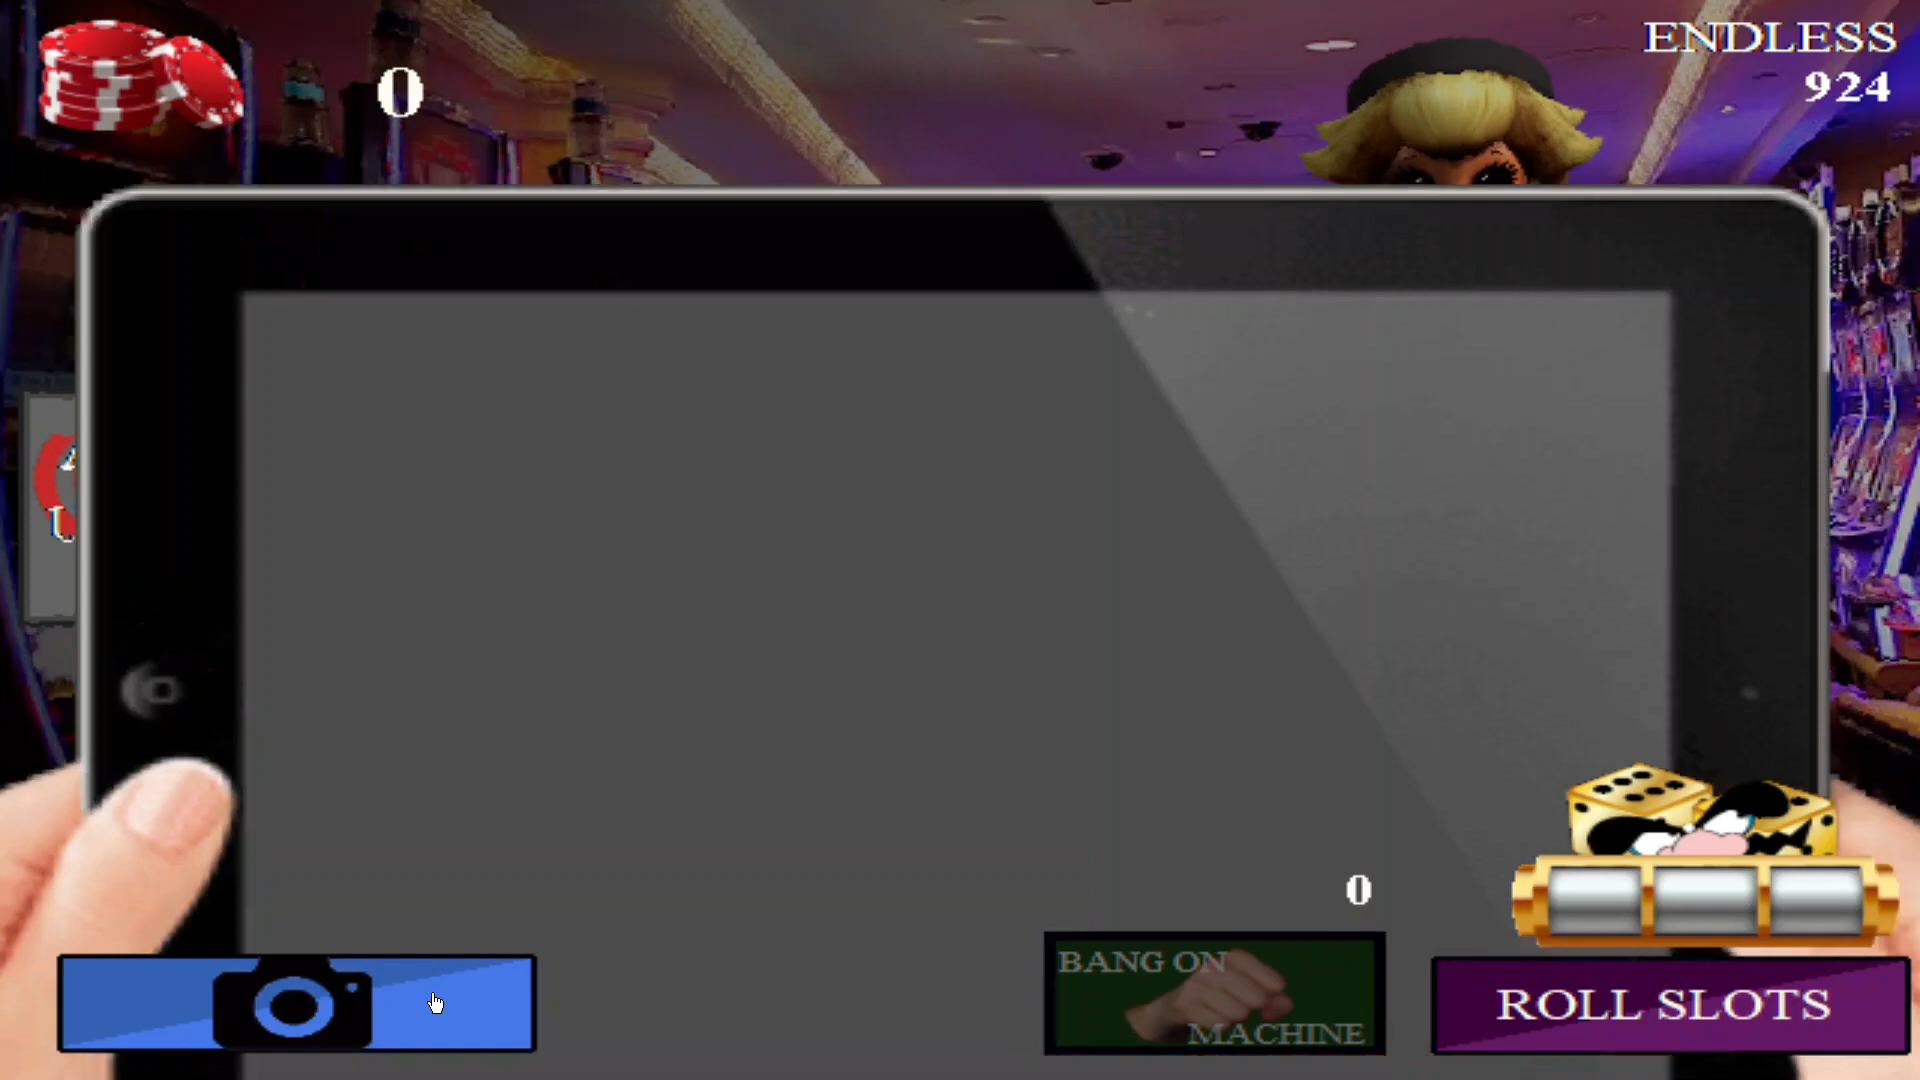 0
ENDLESS
924
0
BANG ON
MACHINE
ROLL SLOTS